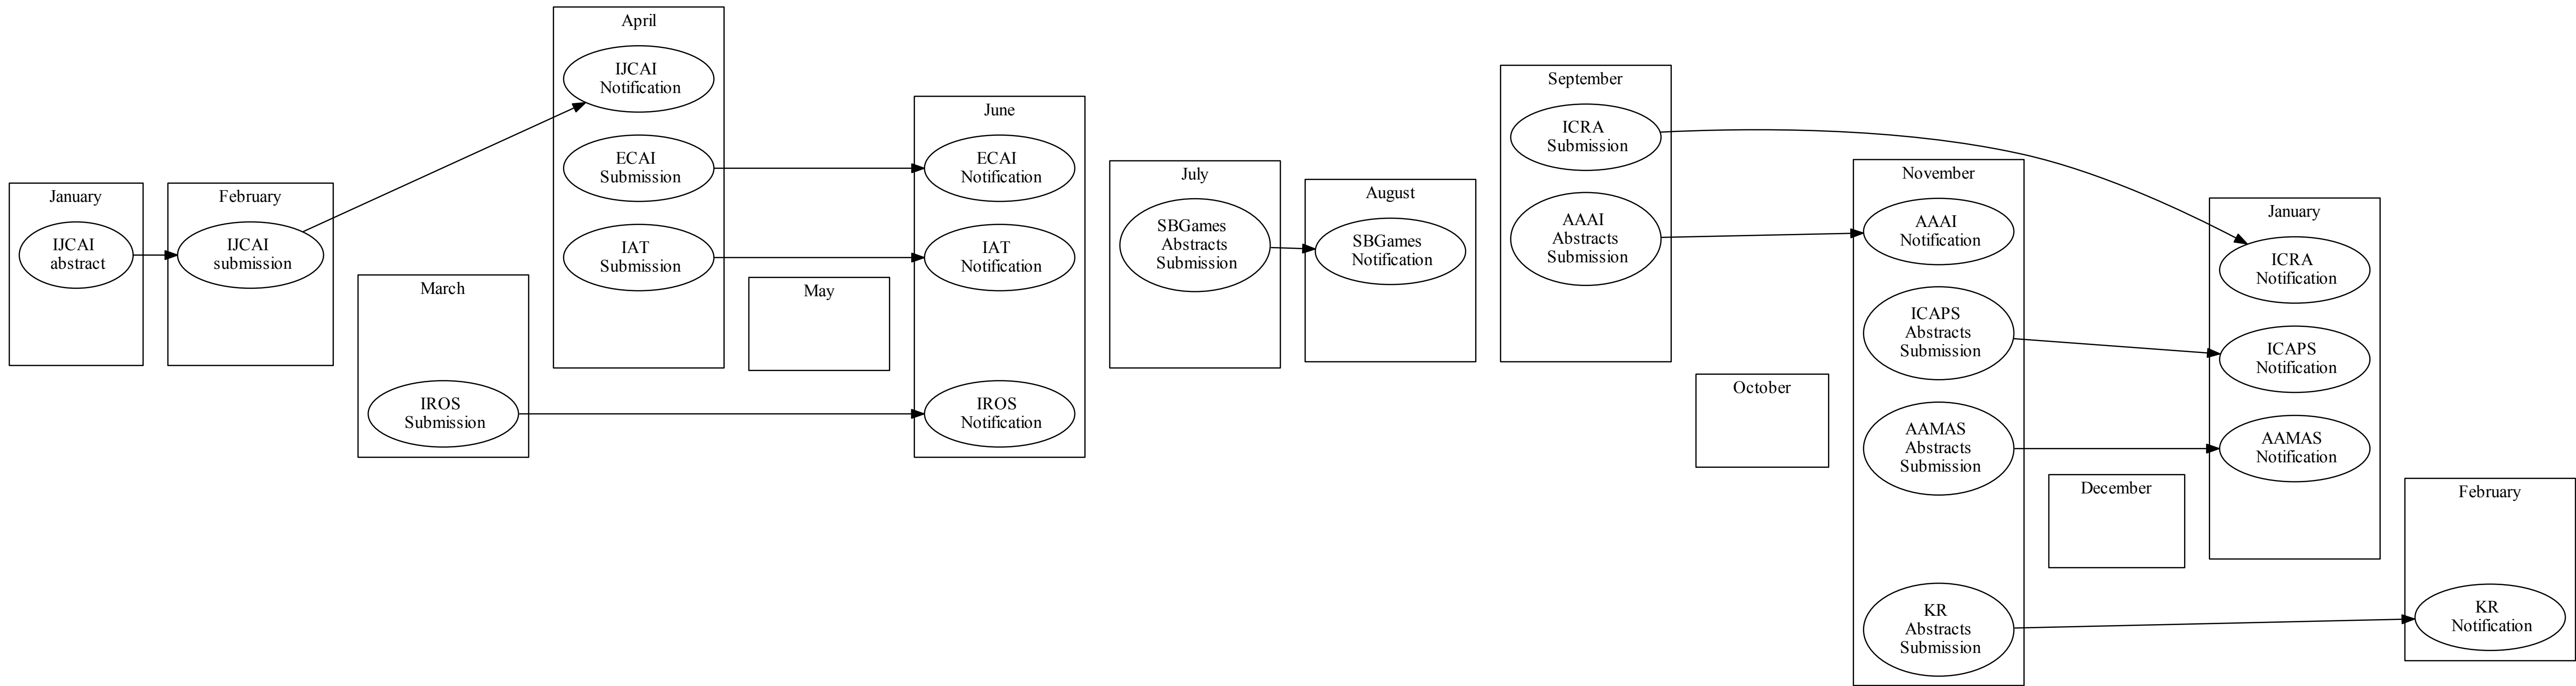 January
IJCAI
abstract
February
IJCAI
submission
March
IROS
Submission
April
IJCAI
Notification
ECAI
Submission
IAT
Submission
May
June
ECAI
Notification
IAT
Notification
IROS
Notification
July
SBGames
Abstracts
Submission
August
SBGames
Notification
September
ICRA
Submission
AAAI
Abstracts
Submission
October
November
AAAI
Notification
ICAPS
Abstracts
Submission
AAMAS
Abstracts
Submission
KR
Abstracts
Submission
December
January
ICRA
Notification
ICAPS
Notification
AAMAS
Notification
February
KR
Notification